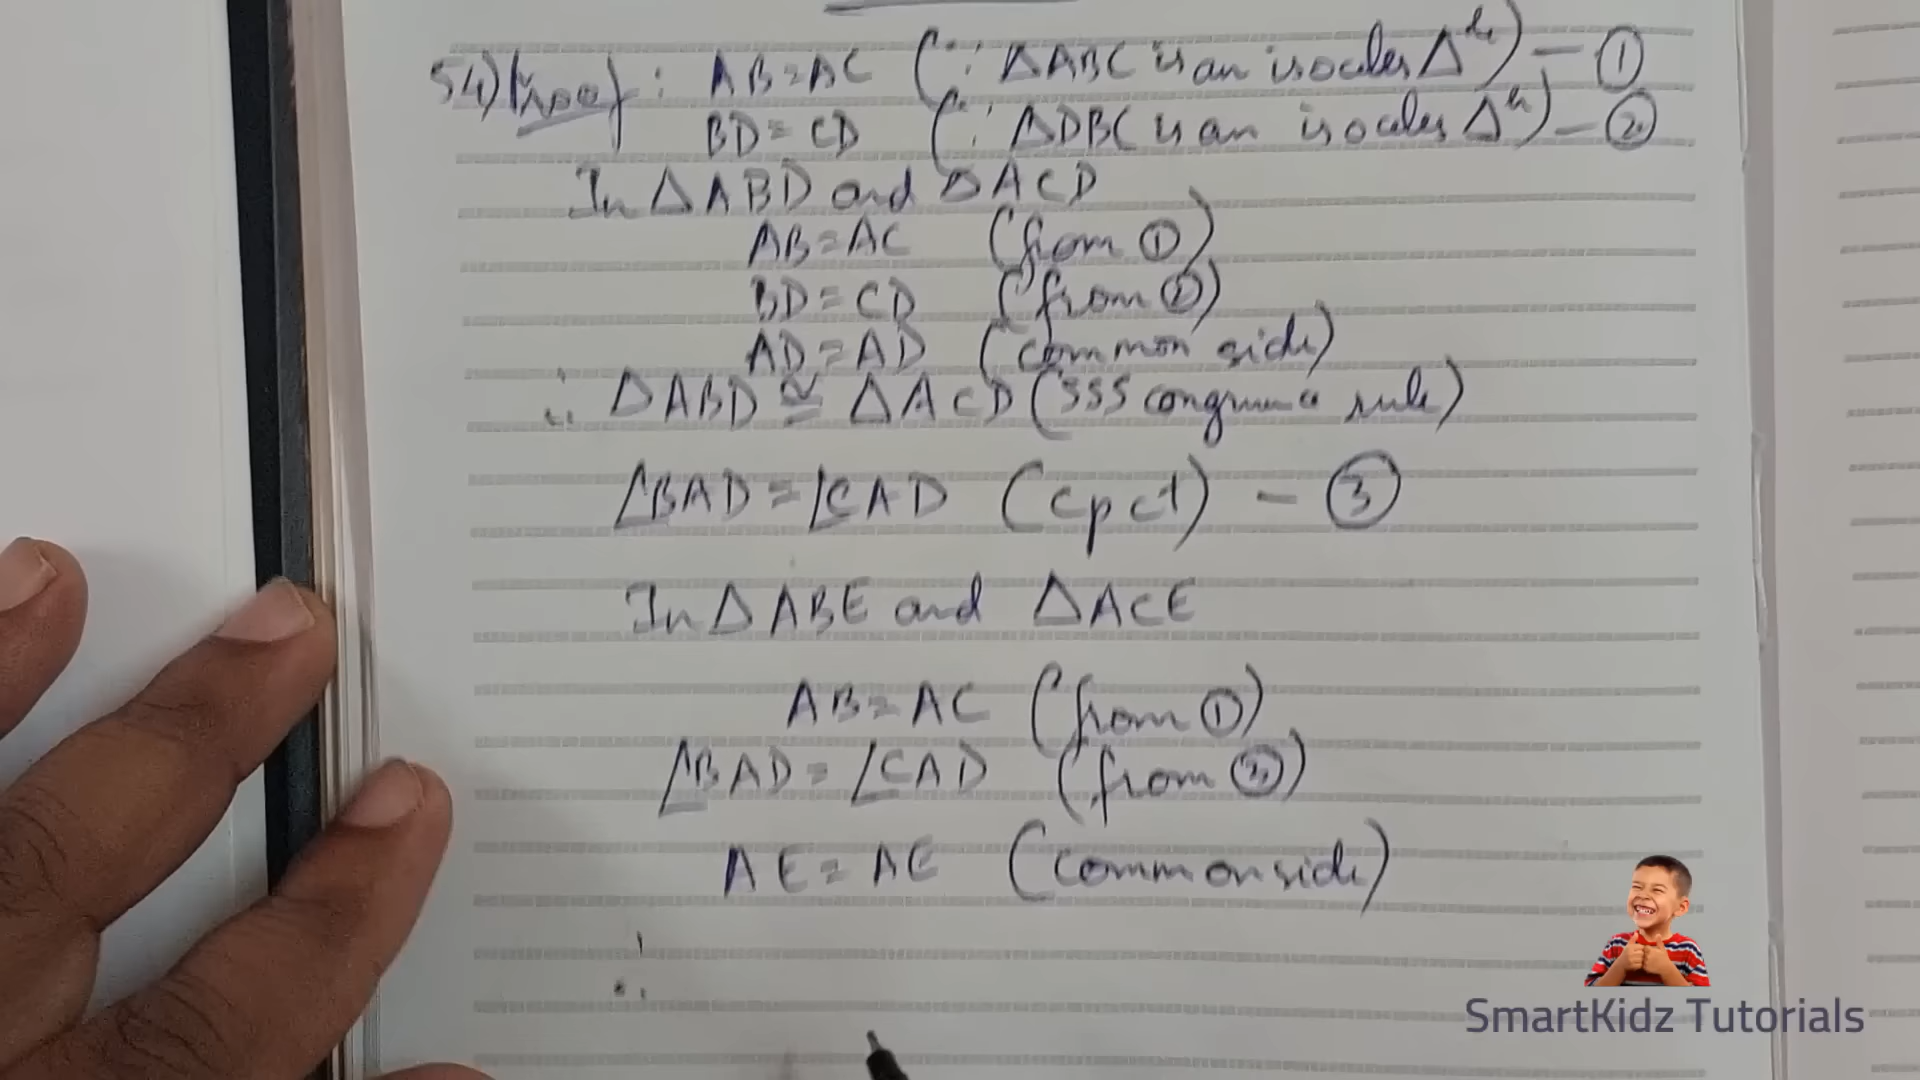 54) Proof : AB = AC (∵ ΔABC is an isoceles Δle) — ①
BD = CD (∵ ΔDBC is an isoceles Δle) — ②
In ΔABD and ΔACD
AB = AC (from ①)
BD = CD (from ②)
AD = AD (common side)
∴ ΔABD ≅ ΔACD (SSS congruence rule)
∠BAD = ∠CAD (cpct) — ③
In ΔABE and ΔACE
AB = AC (from ①)
∠BAD = ∠CAD (from ③)
AE = AE (common side)
∴
SmartKidz Tutorials